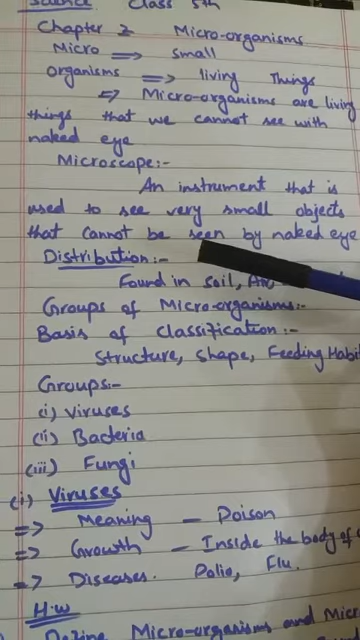 Science Class 5th
Chapter 2 Micro-organisms
Micro ⇒ small
organisms ⇒ living Things
⇒ Micro-organisms are living
things that we cannot see with
naked eye
Microscope:-
An instrument that is
used to see very small objects
that cannot be seen by naked eye
Distribution:-
Found in soil, Air,
Groups of Micro-organisms:-
Basis of classification:-
Structure, Shape, Feeding Habit
Groups:-
(i) Viruses
(ii) Bacteria
(iii) Fungi
(i) Viruses
⇒ Meaning - Poison
⇒ Growth - Inside the body of
⇒ Diseases. Polio, Flu.
H.W
Define Micro-organisms and Micr